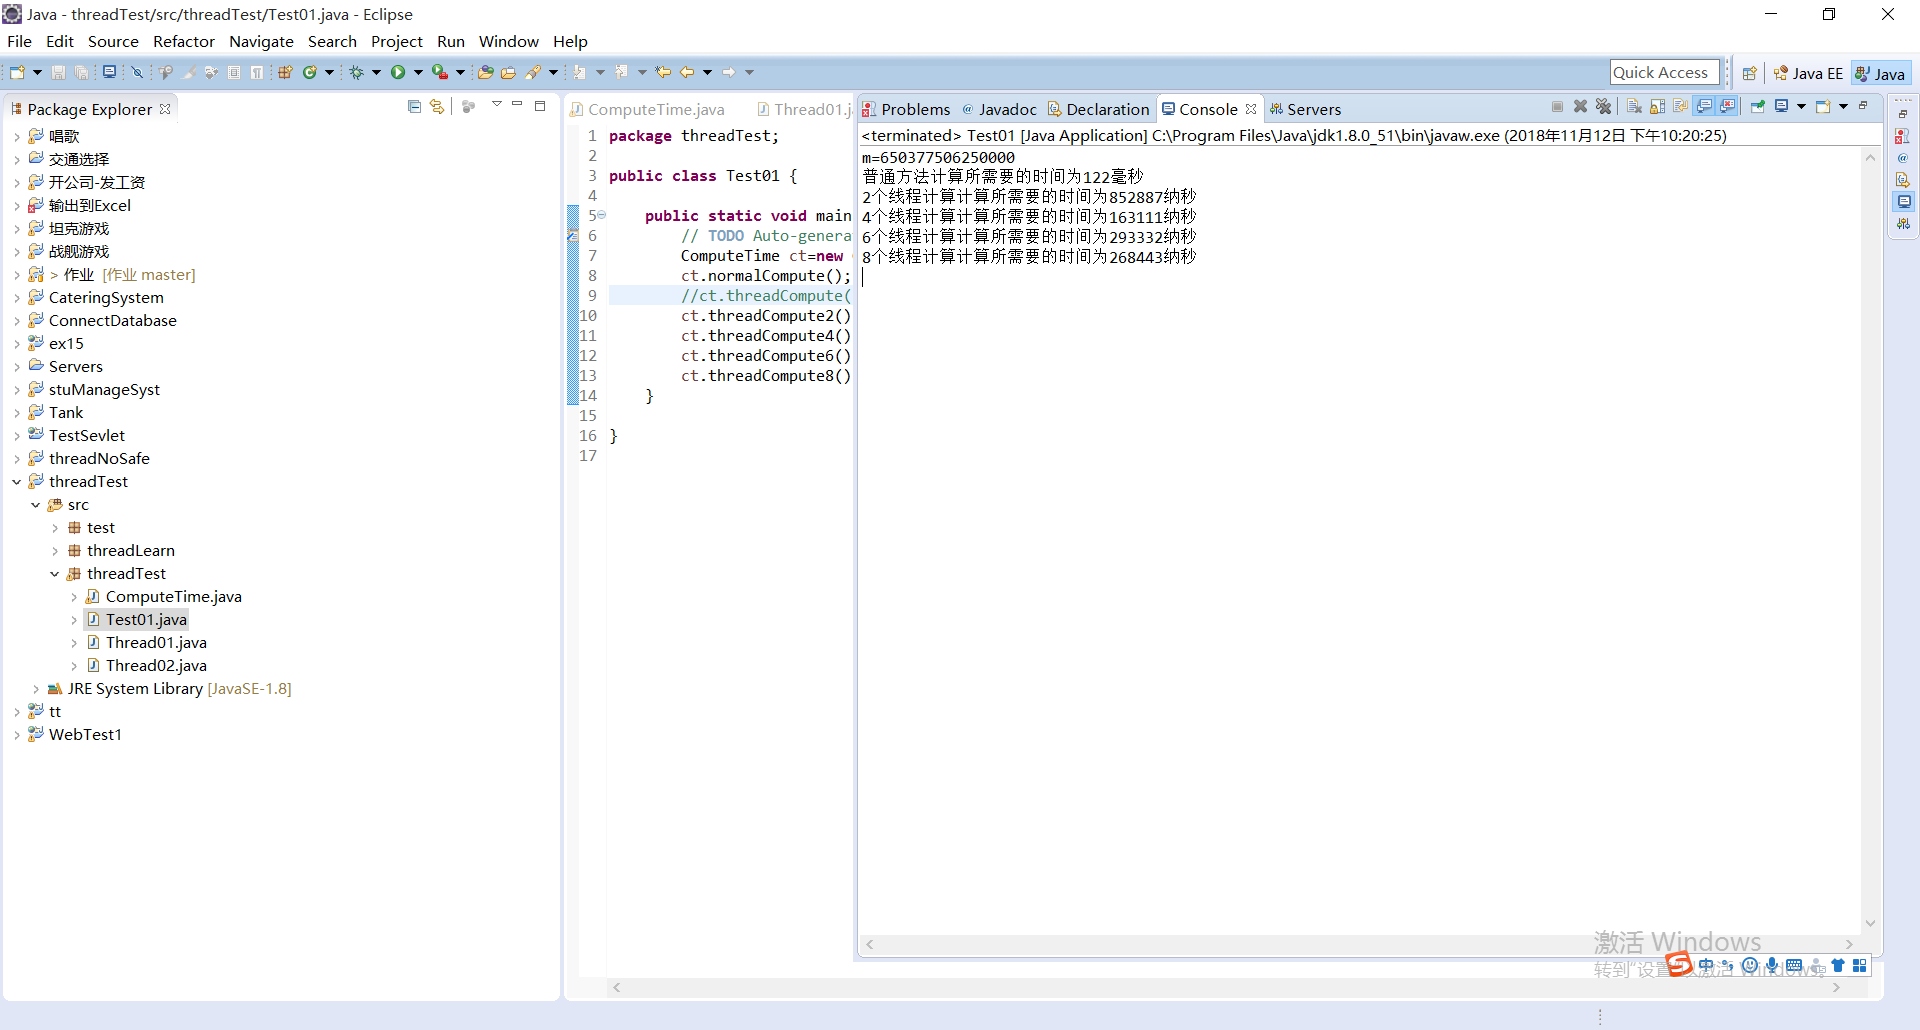 Java - threadTest/src/threadTest/Test01.java - Eclipse
File Edit Source Refactor Navigate Search Project Run Window Help
Quick Access
Java EE
Java
Package Explorer
唱歌
交通选择
开公司-发工资
输出到Excel
坦克游戏
战舰游戏
> 作业 [作业 master]
CateringSystem
ConnectDatabase
ex15
Servers
stuManageSyst
Tank
TestSevlet
threadNoSafe
threadTest
src
test
threadLearn
threadTest
ComputeTime.java
Test01.java
Thread01.java
Thread02.java
JRE System Library [JavaSE-1.8]
tt
WebTest1
ComputeTime.java Thread01.j
1 package threadTest;
2
3 public class Test01 {
4
5 public static void main
6 // TODO Auto-genera
7 ComputeTime ct=new
8 ct.normalCompute();
9 //ct.threadCompute(
10 ct.threadCompute2()
11 ct.threadCompute4()
12 ct.threadCompute6()
13 ct.threadCompute8()
14 }
15
16 }
17
Problems Javadoc Declaration Console Servers
<terminated> Test01 [Java Application] C:\Program Files\Java\jdk1.8.0_51\bin\javaw.exe (2018年11月12日 下午10:20:25)
m=650377506250000
普通方法计算所需要的时间为122毫秒
2个线程计算计算所需要的时间为852887纳秒
4个线程计算计算所需要的时间为163111纳秒
6个线程计算计算所需要的时间为293332纳秒
8个线程计算计算所需要的时间为268443纳秒
激活 Windows
转到"设置"以激活 Windows。
中